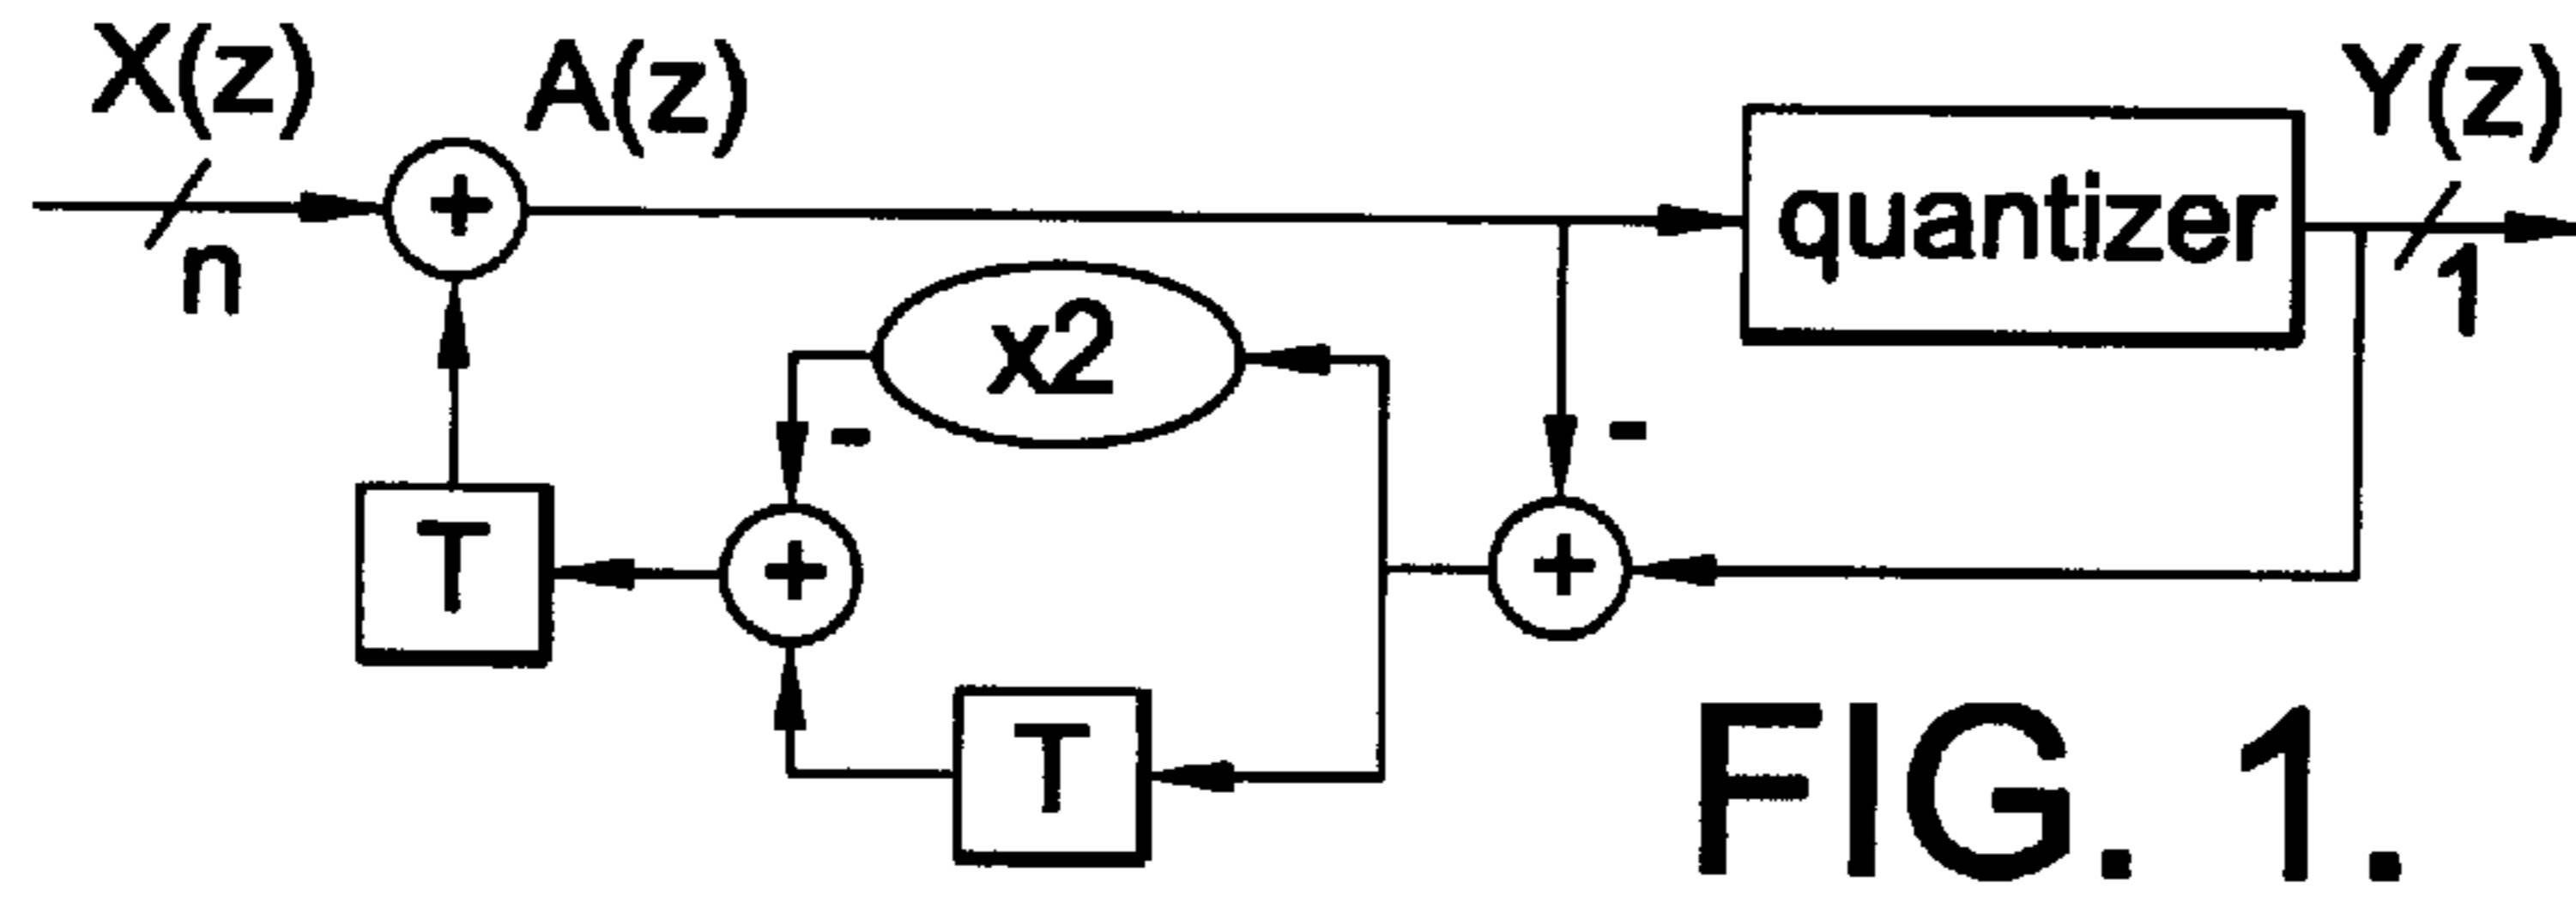 X(z)
A(z)
Y(z)
n
+
quantizer
1
x2
-
-
T
+
+
T
FIG. 1.